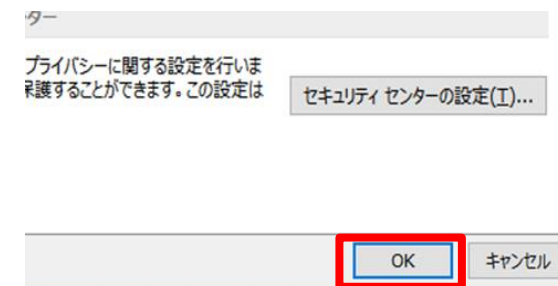 ター
プライバシーに関する設定を行いま
保護することができます。この設定は
セキュリティ センターの設定(T)...
OK
キャンセル